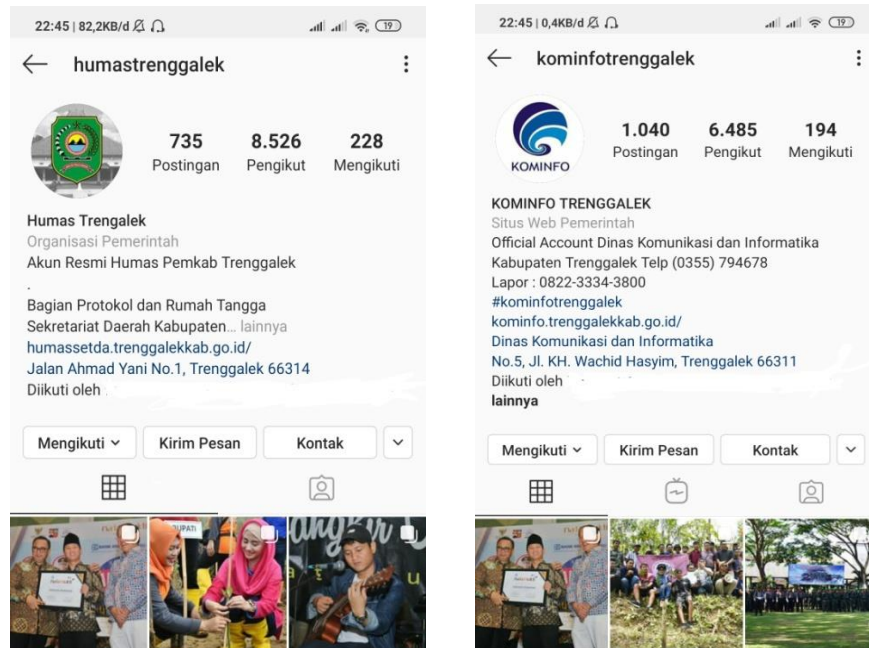 22:45 | 82,2KB/d
19
humastrenggalek
735
8.526
228
Postingan
Pengikut
Mengikuti
Humas Trengalek
Organisasi Pemerintah
Akun Resmi Humas Pemkab Trenggalek
.
Bagian Protokol dan Rumah Tangga
Sekretariat Daerah Kabupaten... lainnya
humassetda.trenggalekkab.go.id/
Jalan Ahmad Yani No.1, Trenggalek 66314
Diikuti oleh
Mengikuti
Kirim Pesan
Kontak
BUPATI
22:45 | 0,4KB/d
19
kominfotrenggalek
KOMINFO
1.040
6.485
194
Postingan
Pengikut
Mengikuti
KOMINFO TRENGGALEK
Situs Web Pemerintah
Official Account Dinas Komunikasi dan Informatika
Kabupaten Trenggalek Telp (0355) 794678
Lapor : 0822-3334-3800
#kominfotrenggalek
kominfo.trenggalekkab.go.id/
Dinas Komunikasi dan Informatika
No.5, Jl. KH. Wachid Hasyim, Trenggalek 66311
Diikuti oleh
lainnya
Mengikuti
Kirim Pesan
Kontak